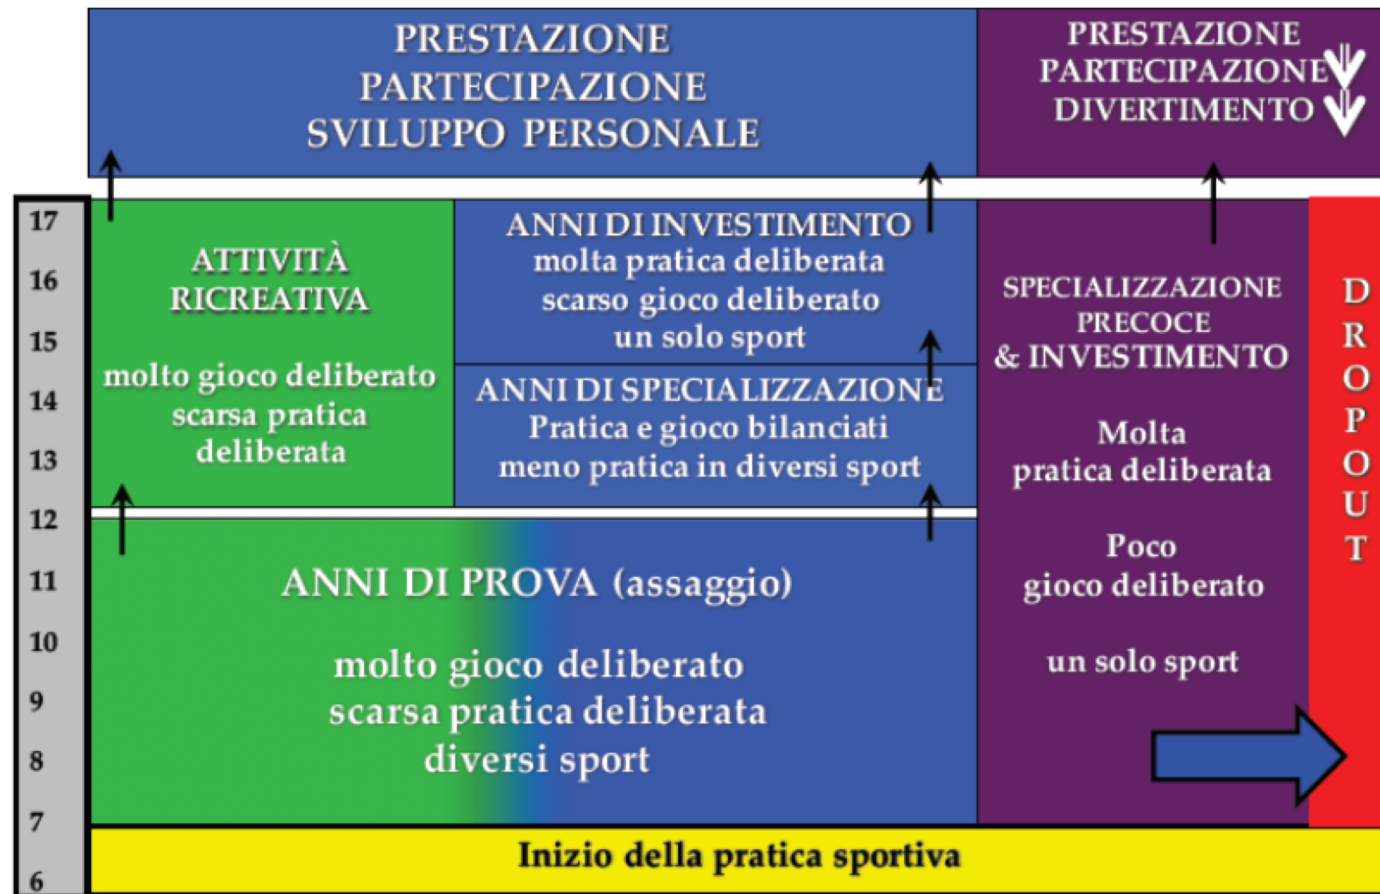 PRESTAZIONE
PARTECIPAZIONE
SVILUPPO PERSONALE
PRESTAZIONE
PARTECIPAZIONE
DIVERTIMENTO
17
16
15
14
13
12
11
10
9
8
7
6
ATTIVITÀ
RICREATIVA
molto gioco deliberato
scarsa pratica
deliberata
ANNI DI INVESTIMENTO
molta pratica deliberata
scarso gioco deliberato
un solo sport
ANNI DI SPECIALIZZAZIONE
Pratica e gioco bilanciati
meno pratica in diversi sport
SPECIALIZZAZIONE
PRECOCE
& INVESTIMENTO
Molta
pratica deliberata
Poco
gioco deliberato
un solo sport
DROPOUT
ANNI DI PROVA (assaggio)
molto gioco deliberato
scarsa pratica deliberata
diversi sport
Inizio della pratica sportiva